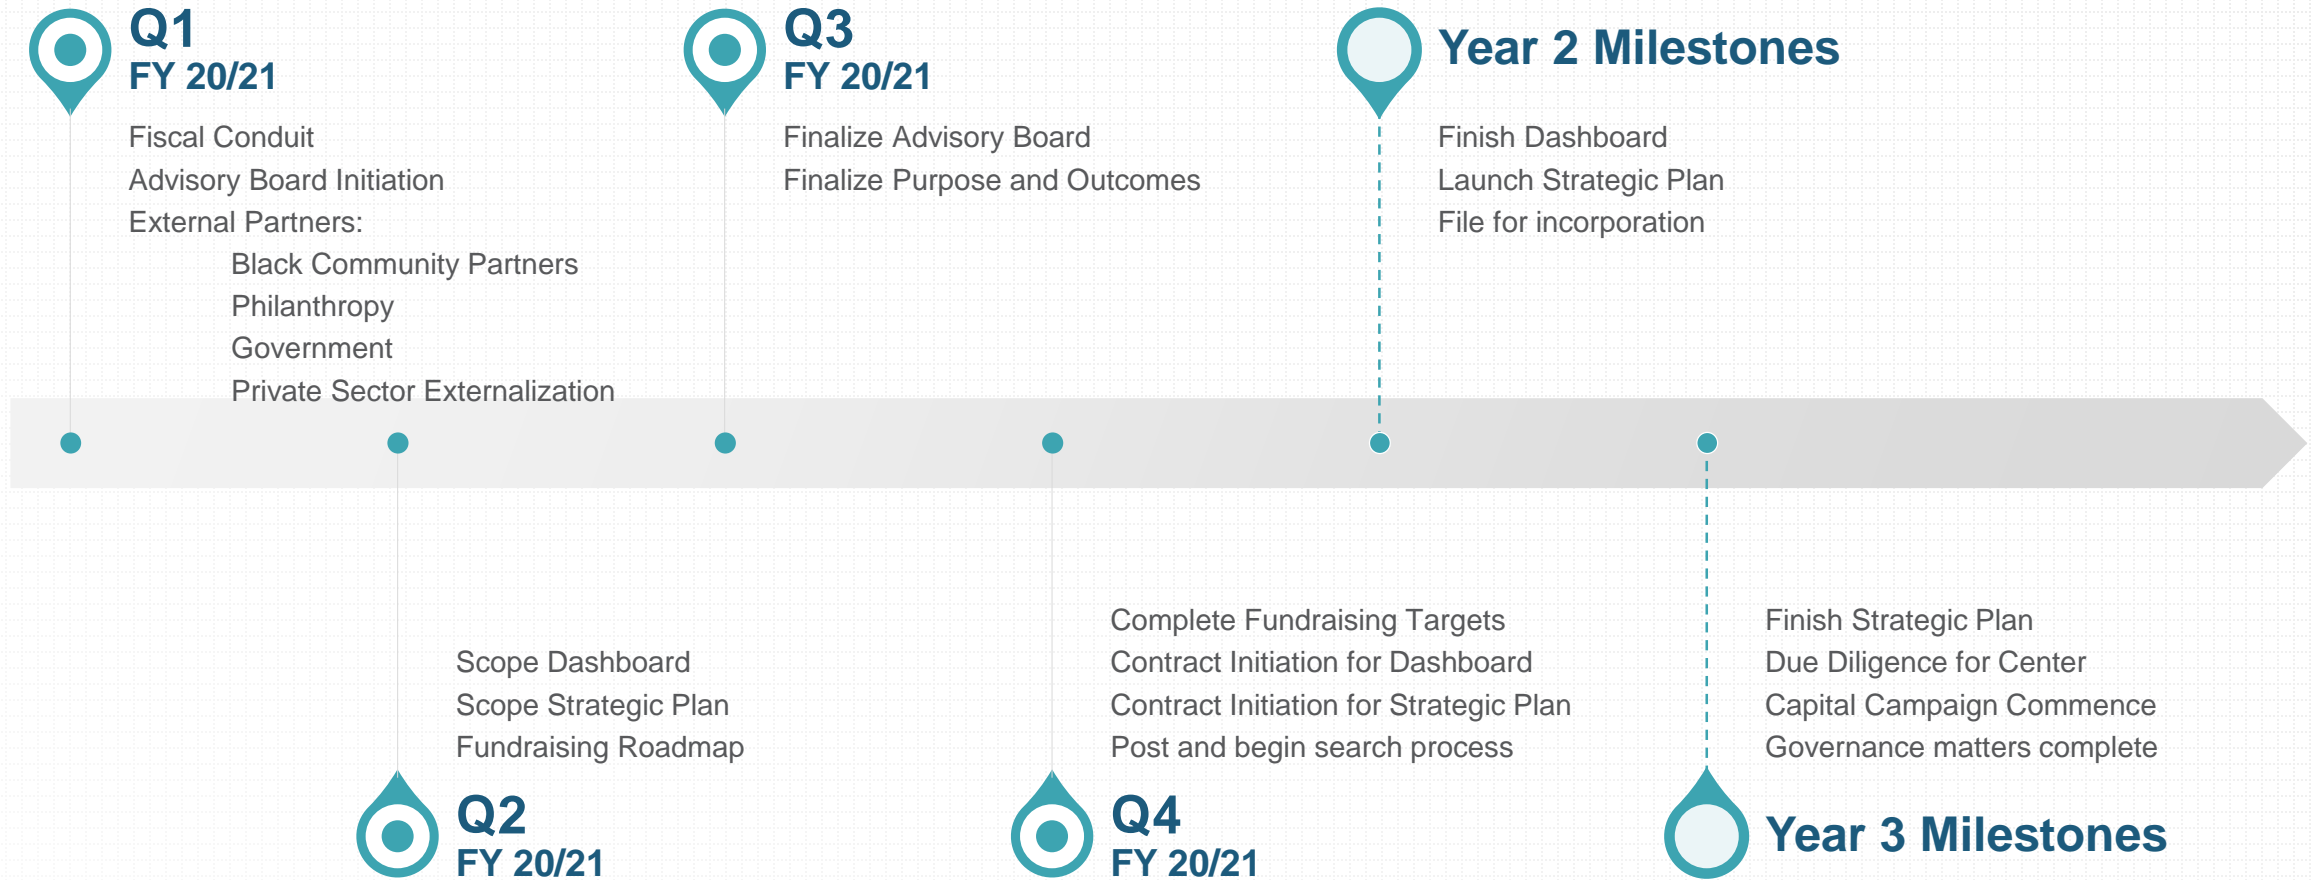 Q1
FY 20/21
Fiscal Conduit
Advisory Board Initiation
External Partners:
Black Community Partners
Philanthropy
Government
Private Sector Externalization
Q3
FY 20/21
Finalize Advisory Board
Finalize Purpose and Outcomes
Year 2 Milestones
Finish Dashboard
Launch Strategic Plan
File for incorporation
Scope Dashboard
Scope Strategic Plan
Fundraising Roadmap
Q2
FY 20/21
Complete Fundraising Targets
Contract Initiation for Dashboard
Contract Initiation for Strategic Plan
Post and begin search process
Q4
FY 20/21
Finish Strategic Plan
Due Diligence for Center
Capital Campaign Commence
Governance matters complete
Year 3 Milestones